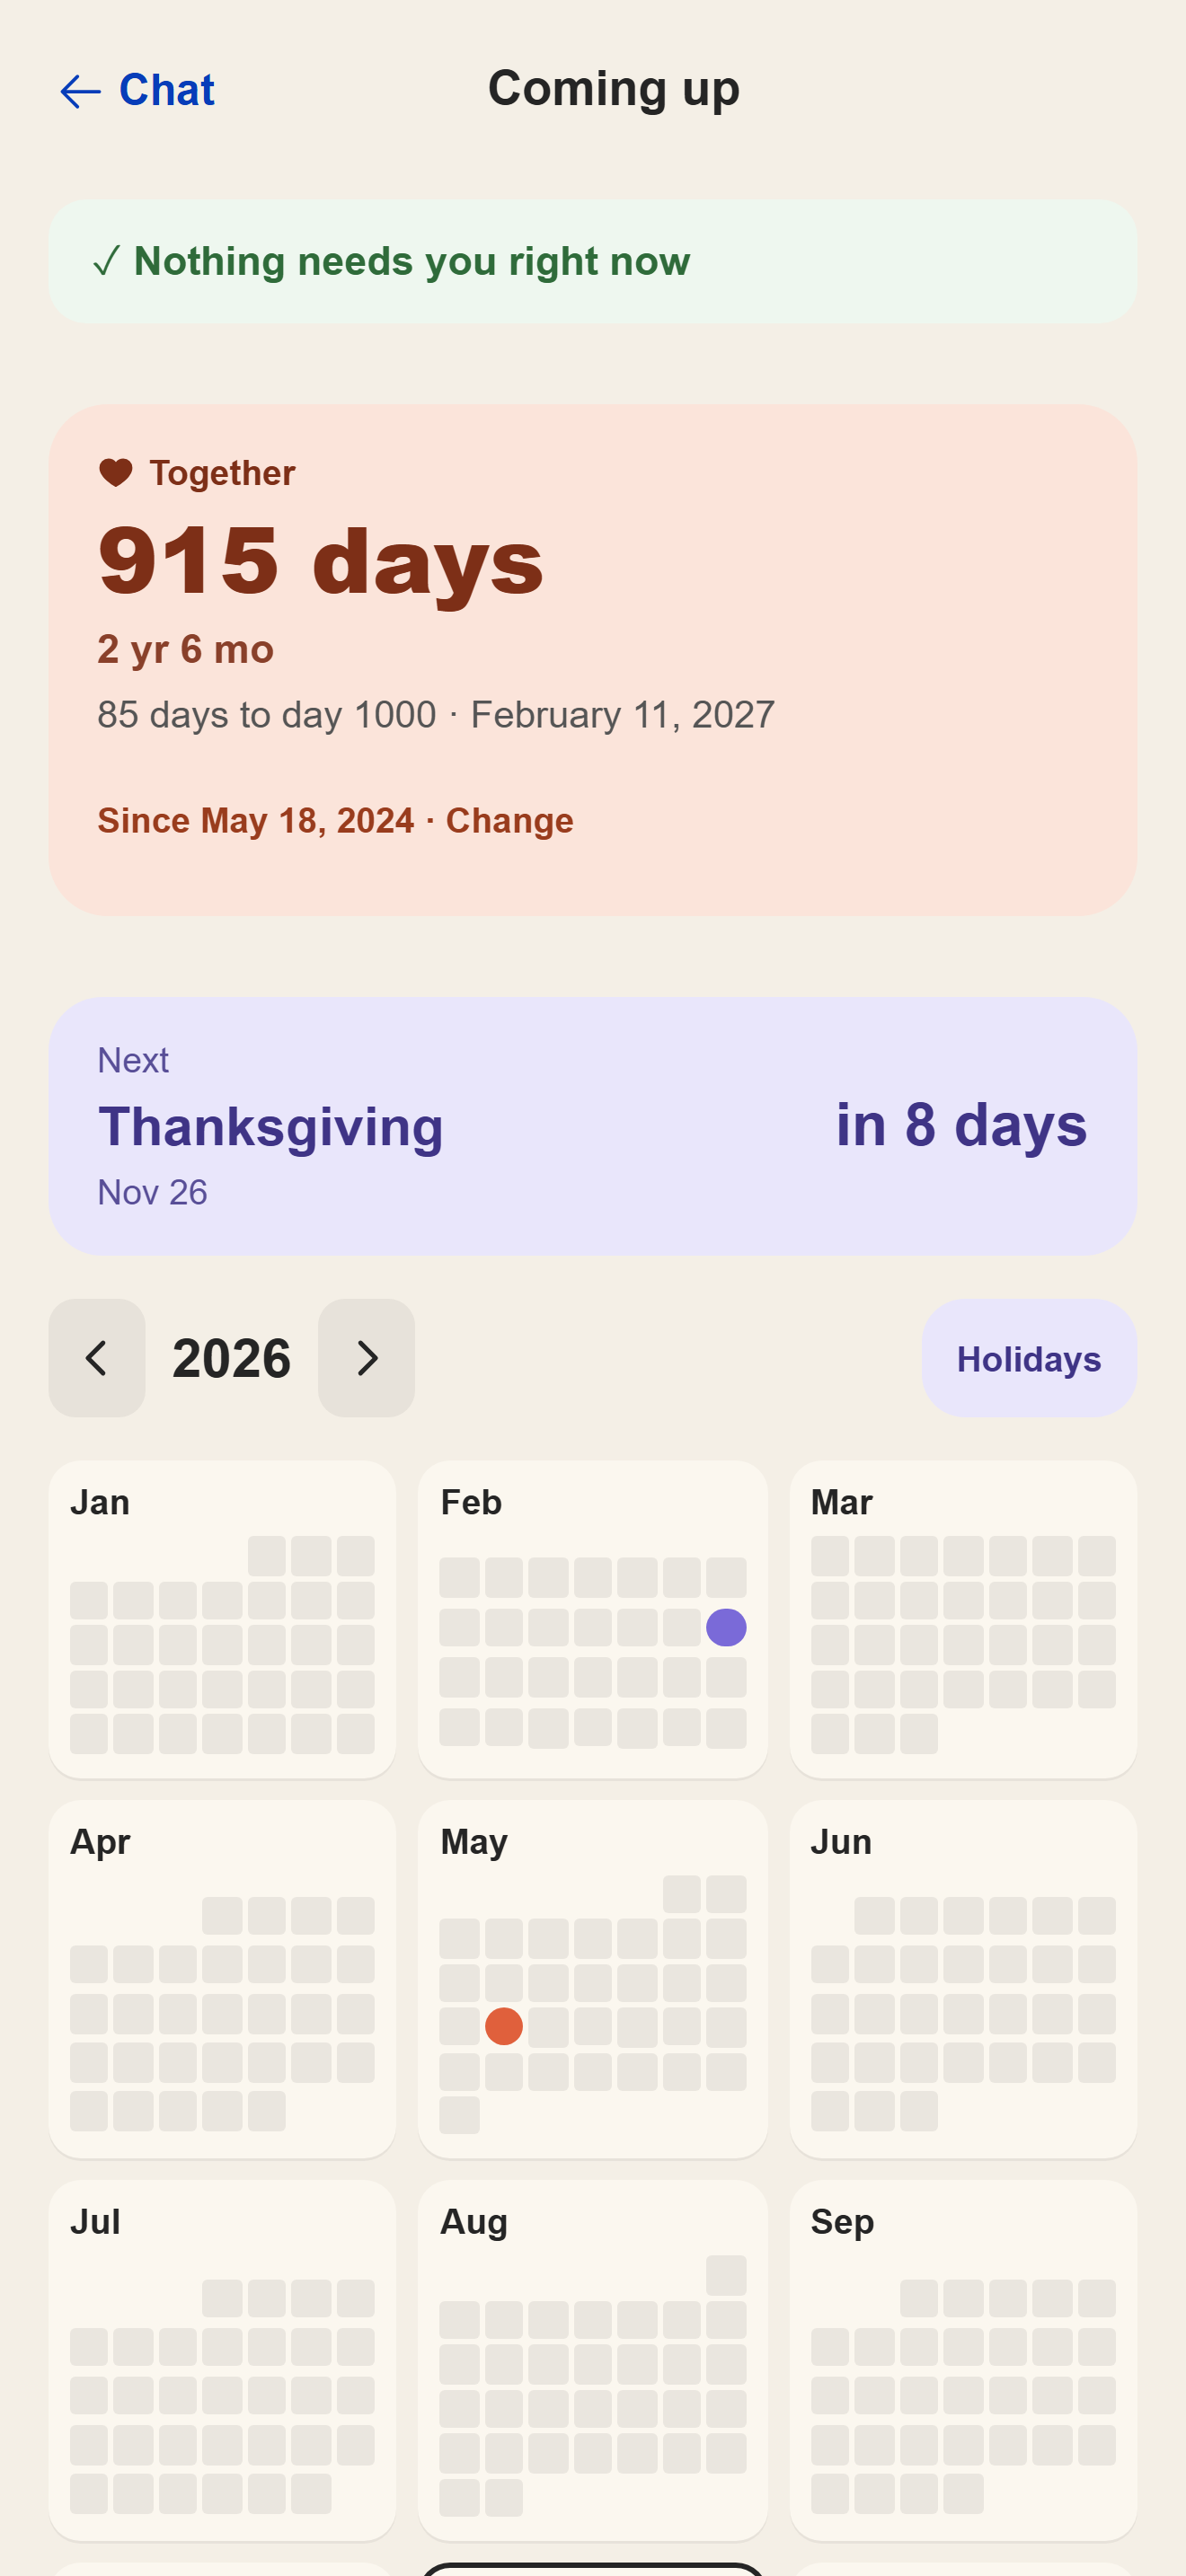 Chat
Coming up
✓ Nothing needs you right now
Together
915 days
2 yr 6 mo
85 days to day 1000 · February 11, 2027
Since May 18, 2024 · Change
Next
Thanksgiving
in 8 days
Nov 26
2026
Holidays
Jan
Feb
Mar
Apr
May
Jun
Jul
Aug
Sep